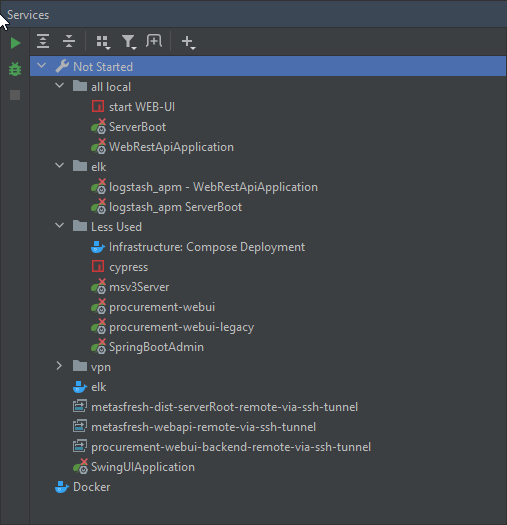 Services
Not Started
all local
start WEB-UI
ServerBoot
WebRestApiApplication
elk
logstash_apm - WebRestApiApplication
logstash_apm ServerBoot
Less Used
Infrastructure: Compose Deployment
cypress
msv3Server
procurement-webui
procurement-webui-legacy
SpringBootAdmin
vpn
elk
metasfresh-dist-serverRoot-remote-via-ssh-tunnel
metasfresh-webapi-remote-via-ssh-tunnel
procurement-webui-backend-remote-via-ssh-tunnel
SwingUIApplication
Docker